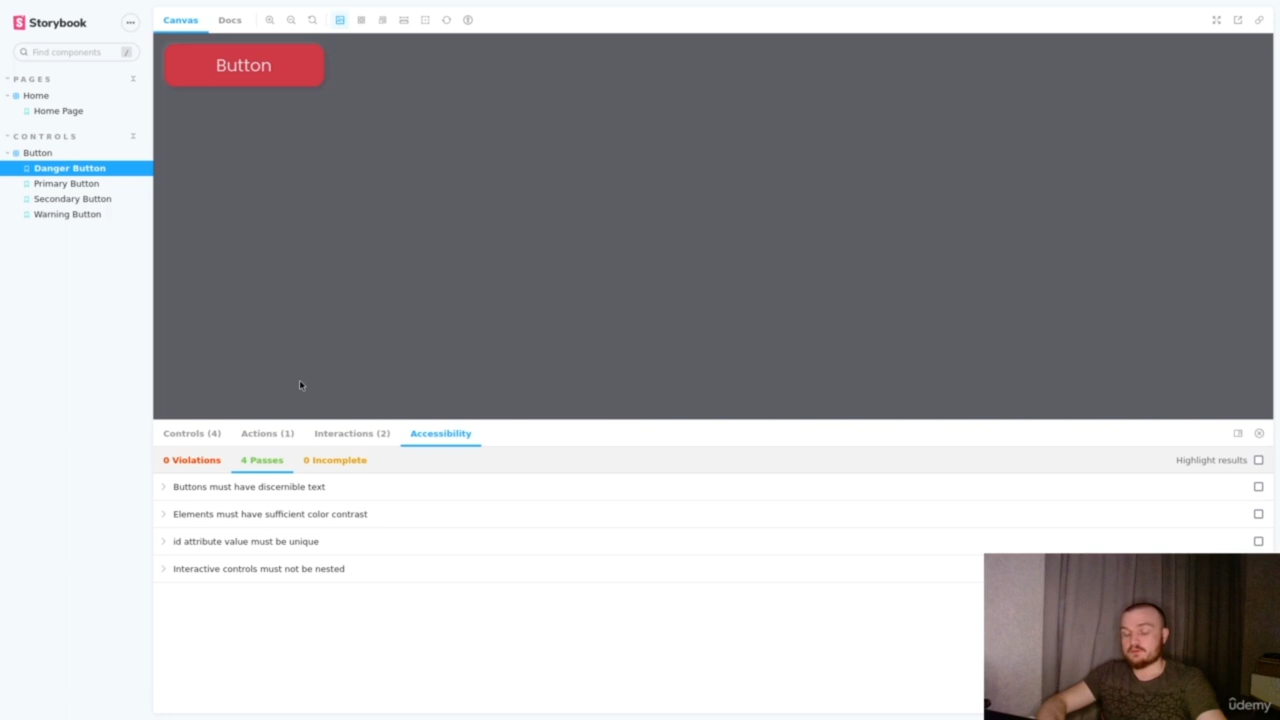 Storybook
Canvas
Docs
Find components
/
PAGES
Home
Home Page
CONTROLS
Button
Danger Button
Primary Button
Secondary Button
Warning Button
Button
Controls (4)
Actions (1)
Interactions (2)
Accessibility
0 Violations
4 Passes
0 Incomplete
Highlight results
Buttons must have discernible text
Elements must have sufficient color contrast
id attribute value must be unique
Interactive controls must not be nested
ûdemy